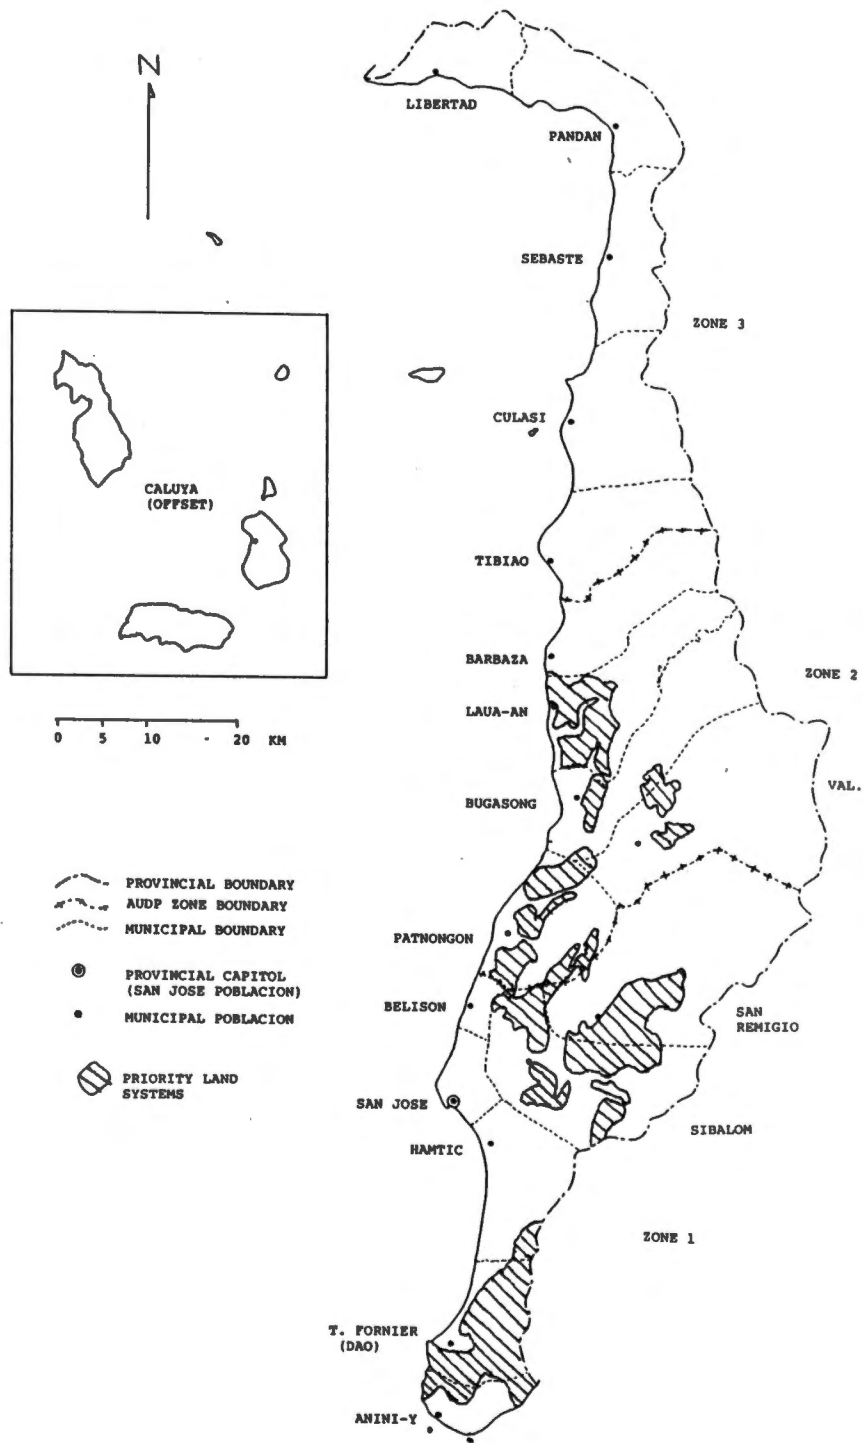 N
LIBERTAD
PANDAN
SEBASTE
ZONE 3
CULASI
CALUYA
(OFFSET)
TIBIAO
BARBAZA
ZONE 2
LAUA-AN
0 5 10 20 KM
VAL.
BUGASONG
PROVINCIAL BOUNDARY
AUDP ZONE BOUNDARY
MUNICIPAL BOUNDARY
PATNONGON
PROVINCIAL CAPITOL
(SAN JOSE POBLACION)
BELISON
SAN
REMIGIO
MUNICIPAL POBLACION
PRIORITY LAND
SYSTEMS
SAN JOSE
SIBALOM
HAMTIC
ZONE 1
T. FORNIER
(DAO)
ANINI-Y